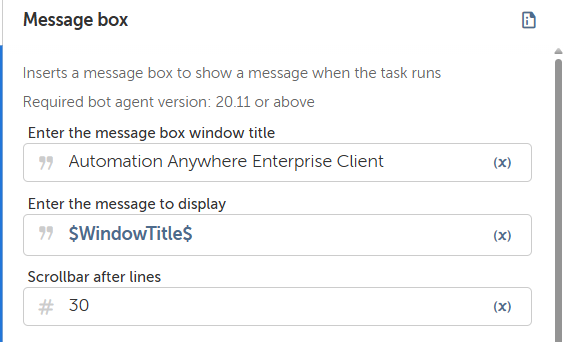 Message box
Inserts a message box to show a message when the task runs
Required bot agent version: 20.11 or above
Enter the message box window title
" Automation Anywhere Enterprise Client (x)
Enter the message to display
" $WindowTitle$ (x)
Scrollbar after lines
# 30 (x)